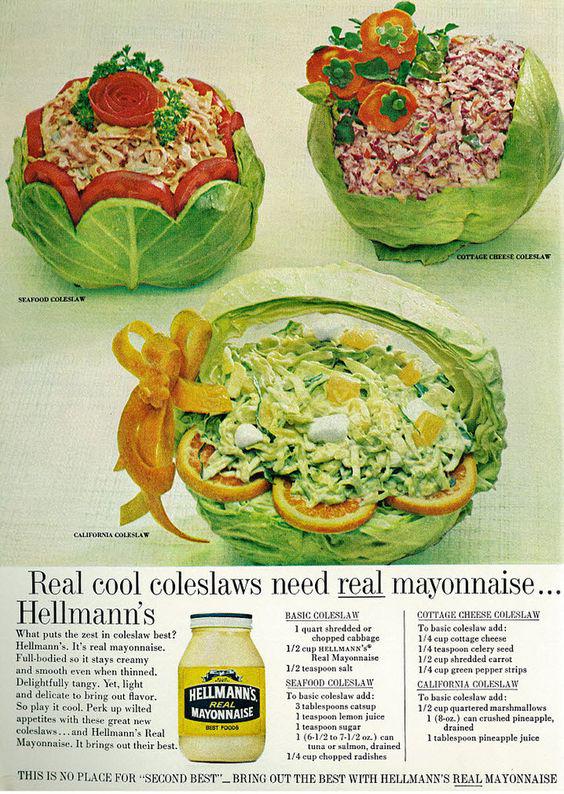 SEAFOOD COLESLAW
COTTAGE CHEESE COLESLAW
CALIFORNIA COLESLAW
Real cool coleslaws need real mayonnaise...
Hellmann's
What puts the zest in coleslaw best?
Hellmann's. It's real mayonnaise.
Full-bodied so it stays creamy
and smooth even when thinned.
Delightfully tangy. Yet, light
and delicate to bring out flavor.
So play it cool. Perk up wilted
appetites with these great new
coleslaws...and Hellmann's Real
Mayonnaise. It brings out their best.
HELLMANN'S
REAL
MAYONNAISE
BEST FOODS
BASIC COLESLAW
1 quart shredded or
chopped cabbage
1/2 cup HELLMANN'S®
Real Mayonnaise
1/2 teaspoon salt
SEAFOOD COLESLAW
To basic coleslaw add:
3 tablespoons catsup
1 teaspoon lemon juice
1 teaspoon sugar
1 (6-1/2 to 7-1/2 oz.) can
tuna or salmon, drained
1/4 cup chopped radishes
COTTAGE CHEESE COLESLAW
To basic coleslaw add:
1/4 cup cottage cheese
1/4 teaspoon celery seed
1/2 cup shredded carrot
1/4 cup green pepper strips
CALIFORNIA COLESLAW
To basic coleslaw add:
1/2 cup quartered marshmallows
1 (8-oz.) can crushed pineapple,
drained
1 tablespoon pineapple juice
THIS IS NO PLACE FOR "SECOND BEST"_ BRING OUT THE BEST WITH HELLMANN'S REAL MAYONNAISE